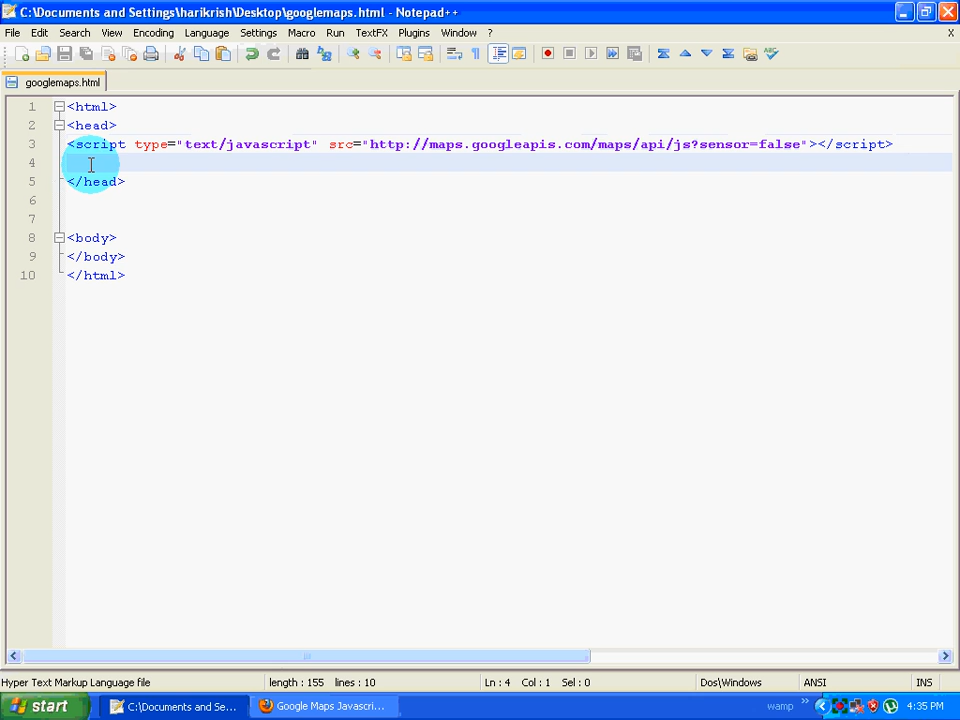 C:\Documents and Settings\harikrish\Desktop\googlemaps.html - Notepad++
File Edit Search View Encoding Language Settings Macro Run TextFX Plugins Window ? X
googlemaps.html
1 <html>
2 <head>
3 <script type="text/javascript" src="http://maps.googleapis.com/maps/api/js?sensor=false"></script>
4
5 </head>
6
7
8 <body>
9 </body>
10 </html>
Hyper Text Markup Language file length : 155 lines : 10 Ln : 4 Col : 1 Sel : 0 Dos\Windows ANSI INS
start C:\Documents and Se... Google Maps Javascri... wamp 4:35 PM